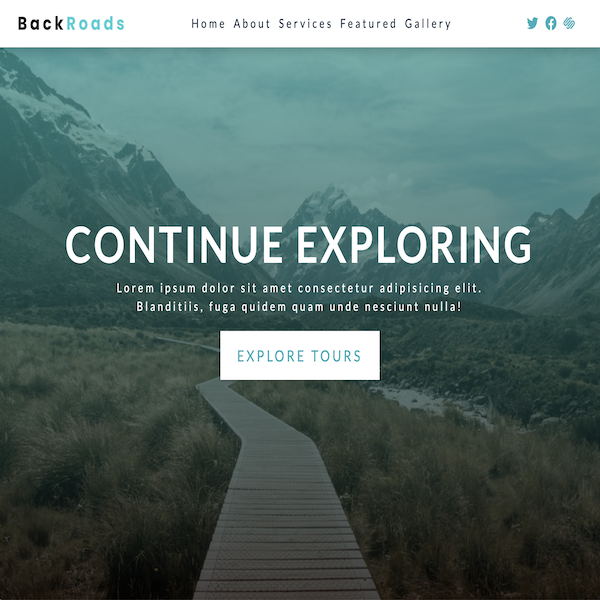 BackRoads
Home About Services Featured Gallery
CONTINUE EXPLORING
Lorem ipsum dolor sit amet consectetur adipisicing elit.
Blanditiis, fuga quidem quam unde nesciunt nulla!
EXPLORE TOURS